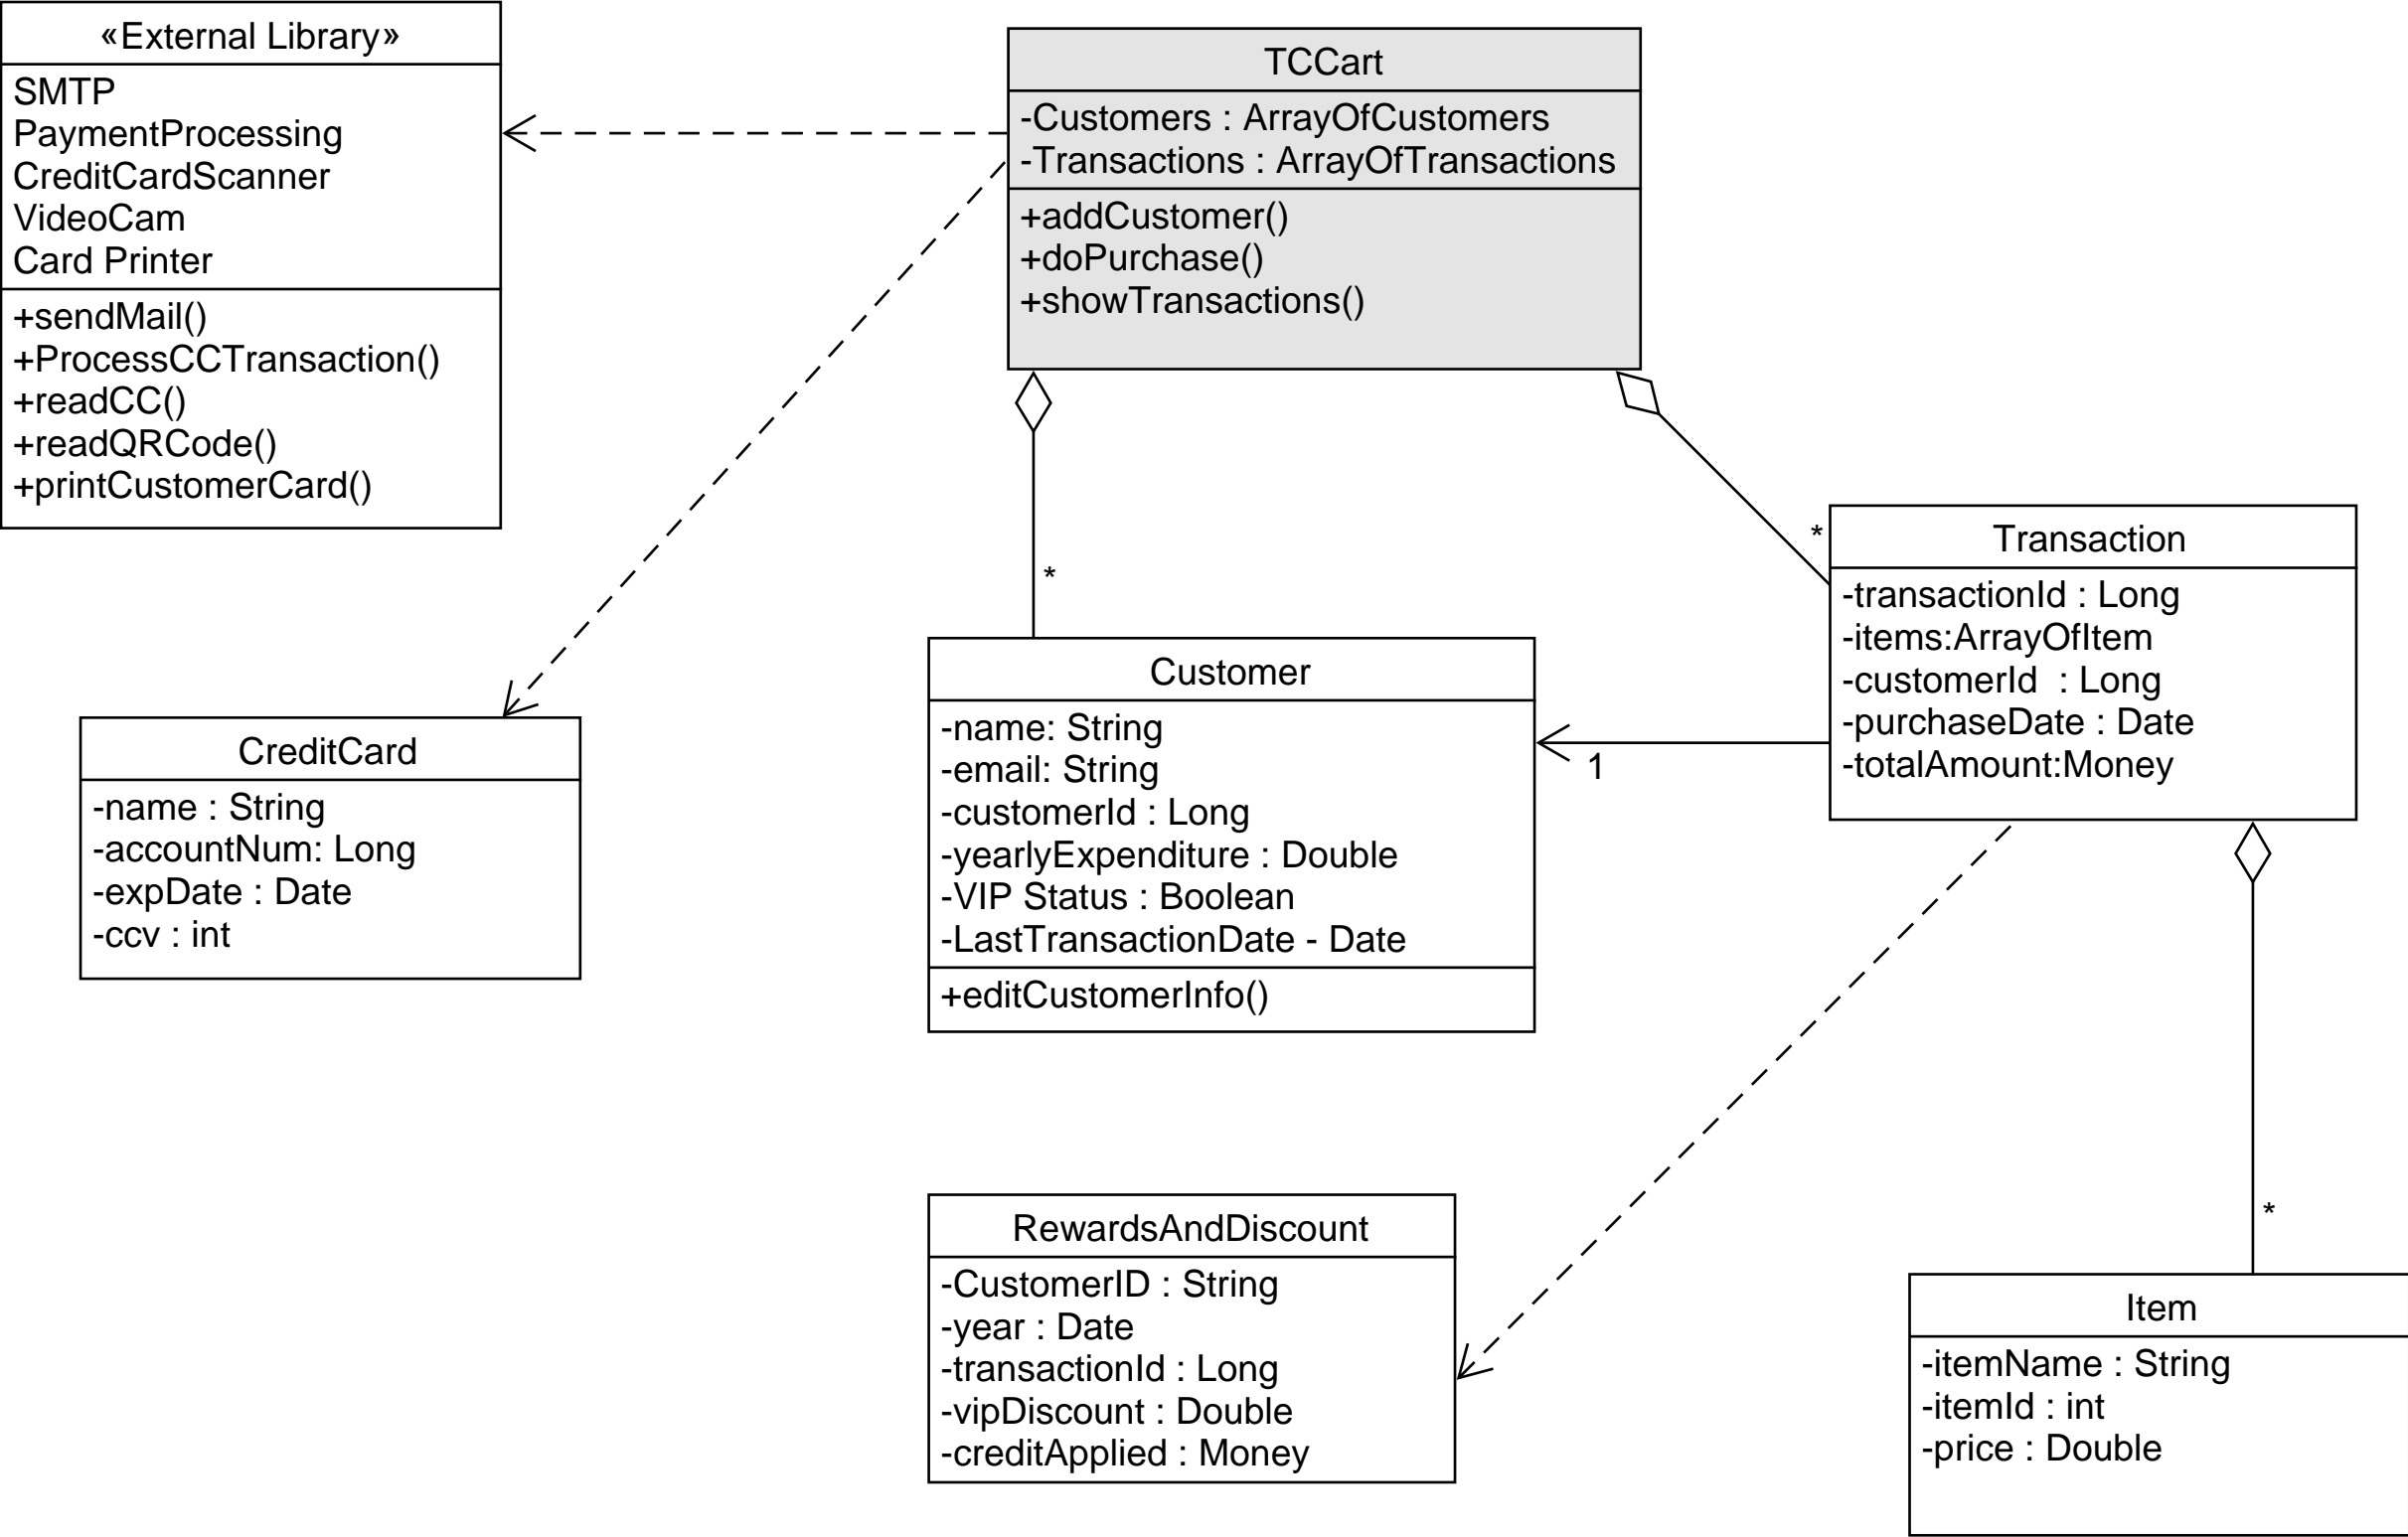 «External Library»
SMTP
PaymentProcessing
CreditCardScanner
VideoCam
Card Printer
+sendMail()
+ProcessCCTransaction()
+readCC()
+readQRCode()
+printCustomerCard()
TCCart
-Customers : ArrayOfCustomers
-Transactions : ArrayOfTransactions
+addCustomer()
+doPurchase()
+showTransactions()
*
*
Transaction
-transactionId : Long
-items:ArrayOfItem
-customerId  : Long
-purchaseDate : Date
-totalAmount:Money
CreditCard
-name : String
-accountNum: Long
-expDate : Date
-ccv : int
Customer
-name: String
-email: String
-customerId : Long
-yearlyExpenditure : Double
-VIP Status : Boolean
-LastTransactionDate - Date
+editCustomerInfo()
1
*
RewardsAndDiscount
-CustomerID : String
-year : Date
-transactionId : Long
-vipDiscount : Double
-creditApplied : Money
Item
-itemName : String
-itemId : int
-price : Double